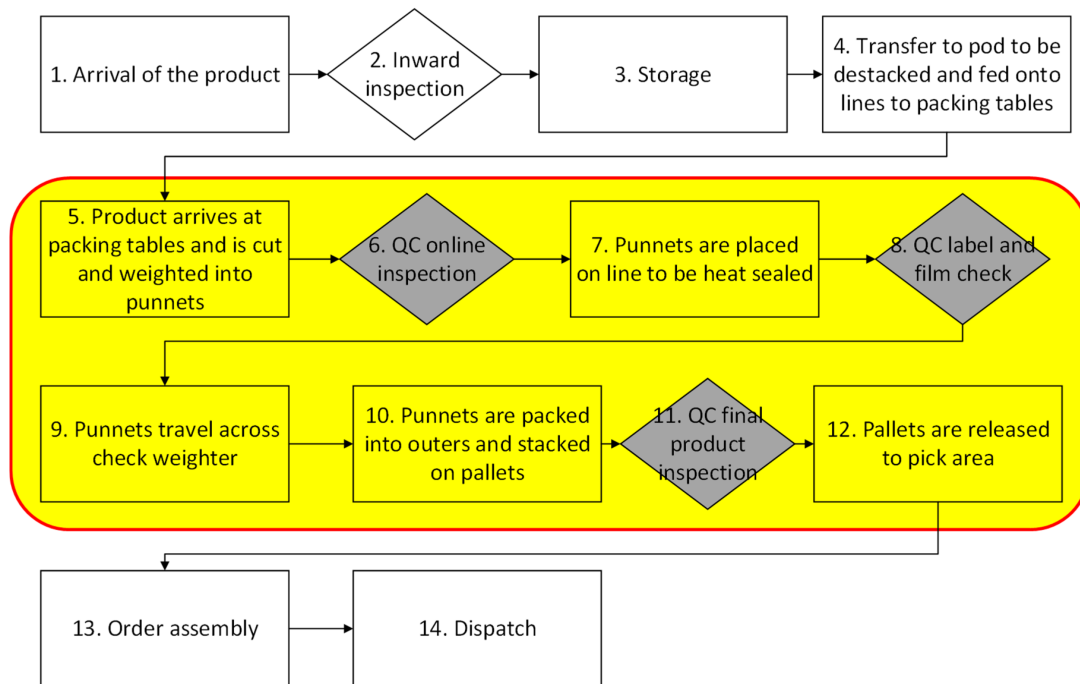 1. Arrival of the product
2. Inward
inspection
3. Storage
4. Transfer to pod to be
destacked and fed onto
lines to packing tables
5. Product arrives at
packing tables and is cut
and weighted into
punnets
6. QC online
inspection
7. Punnets are placed
on line to be heat sealed
8. QC label and
film check
9. Punnets travel across
check weighter
10. Punnets are packed
into outers and stacked
on pallets
11. QC final
product
inspection
12. Pallets are released
to pick area
13. Order assembly
14. Dispatch